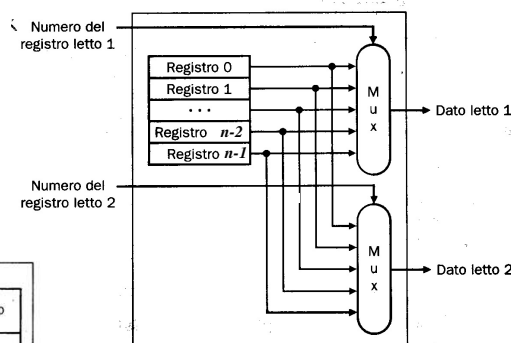 Numero del
registro letto 1
Registro 0
Registro 1
...
Registro n-2
Registro n-1
M
u
x
Dato letto 1
Numero del
registro letto 2
M
u
x
Dato letto 2
o